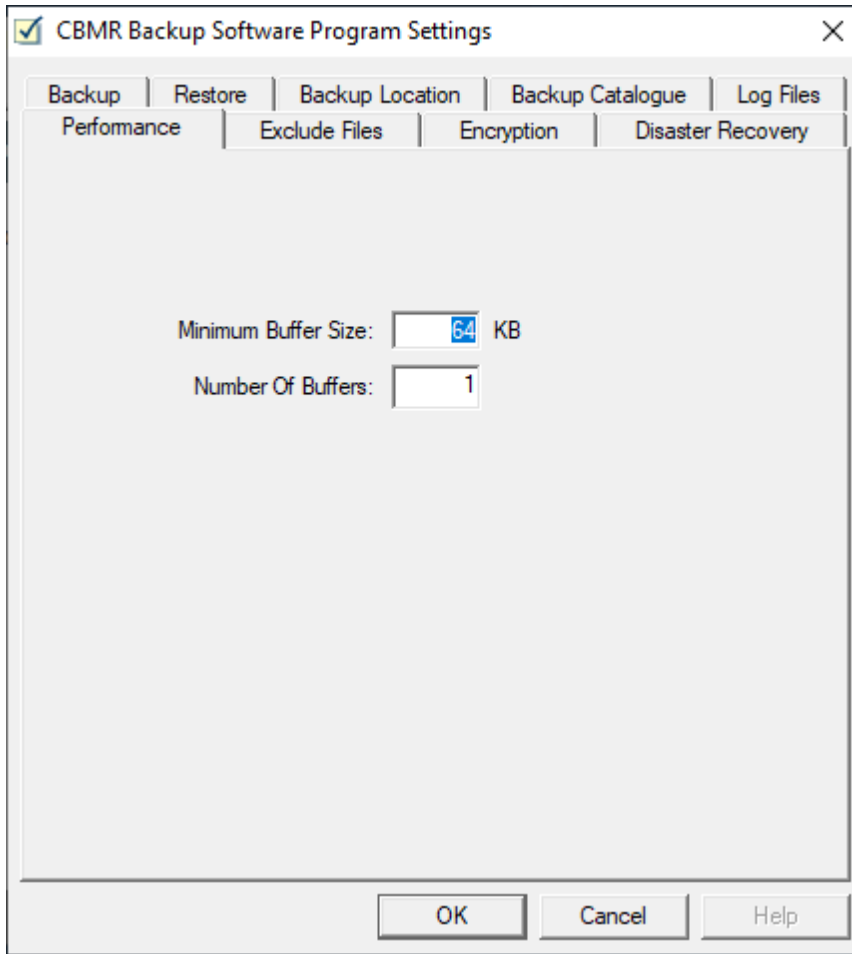 CBMR Backup Software Program Settings
Backup Restore Backup Location Backup Catalogue Log Files
Performance Exclude Files Encryption Disaster Recovery
Minimum Buffer Size: 64 KB
Number Of Buffers: 1
OK Cancel Help